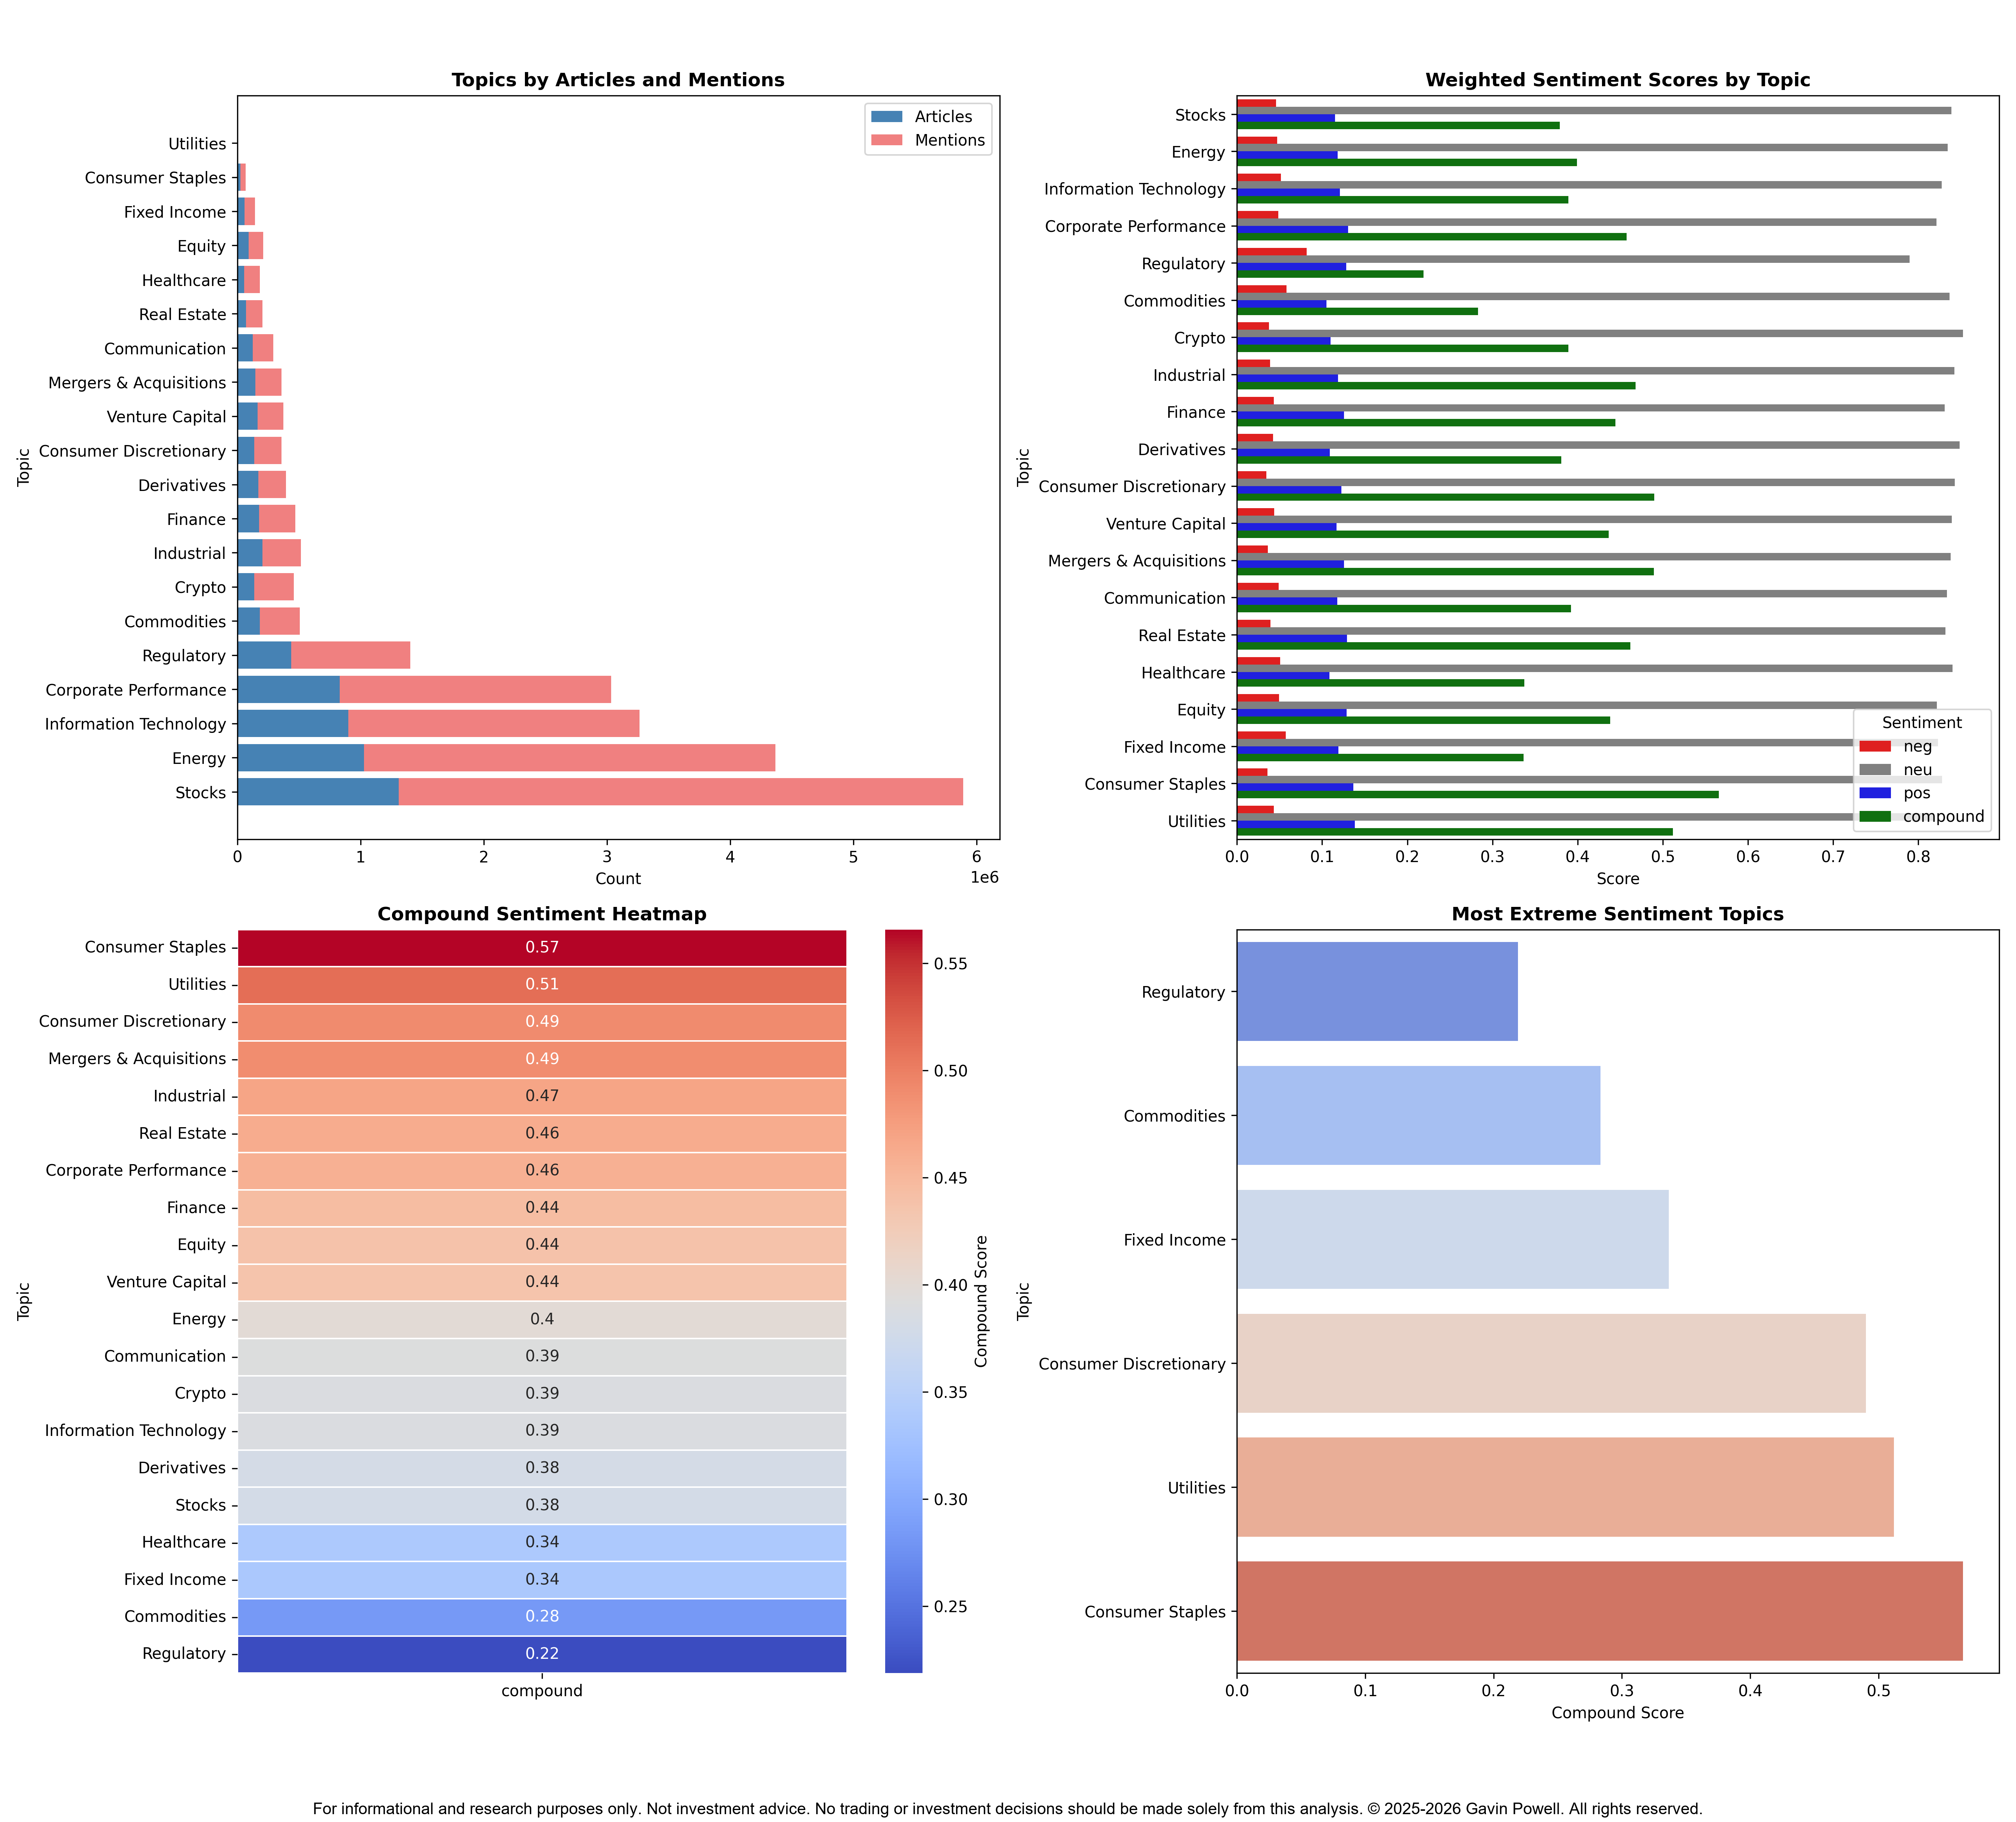 Topics by Articles and Mentions
Articles
Mentions
Topic
Utilities
Consumer Staples
Fixed Income
Equity
Healthcare
Real Estate
Communication
Mergers & Acquisitions
Venture Capital
Consumer Discretionary
Derivatives
Finance
Industrial
Crypto
Commodities
Regulatory
Corporate Performance
Information Technology
Energy
Stocks
0 1 2 3 4 5 6
1e6
Count
Weighted Sentiment Scores by Topic
Topic
Stocks
Energy
Information Technology
Corporate Performance
Regulatory
Commodities
Crypto
Industrial
Finance
Derivatives
Consumer Discretionary
Venture Capital
Mergers & Acquisitions
Communication
Real Estate
Healthcare
Equity
Fixed Income
Consumer Staples
Utilities
Sentiment
neg
neu
pos
compound
0.0 0.1 0.2 0.3 0.4 0.5 0.6 0.7 0.8
Score
Compound Sentiment Heatmap
Topic
Consumer Staples 0.57
Utilities 0.51
Consumer Discretionary 0.49
Mergers & Acquisitions 0.49
Industrial 0.47
Real Estate 0.46
Corporate Performance 0.46
Finance 0.44
Equity 0.44
Venture Capital 0.44
Energy 0.4
Communication 0.39
Crypto 0.39
Information Technology 0.39
Derivatives 0.38
Stocks 0.38
Healthcare 0.34
Fixed Income 0.34
Commodities 0.28
Regulatory 0.22
compound
0.55
0.50
0.45
0.40
0.35
0.30
0.25
Compound Score
Most Extreme Sentiment Topics
Topic
Regulatory
Commodities
Fixed Income
Consumer Discretionary
Utilities
Consumer Staples
0.0 0.1 0.2 0.3 0.4 0.5
Compound Score
For informational and research purposes only. Not investment advice. No trading or investment decisions should be made solely from this analysis. © 2025-2026 Gavin Powell. All rights reserved.